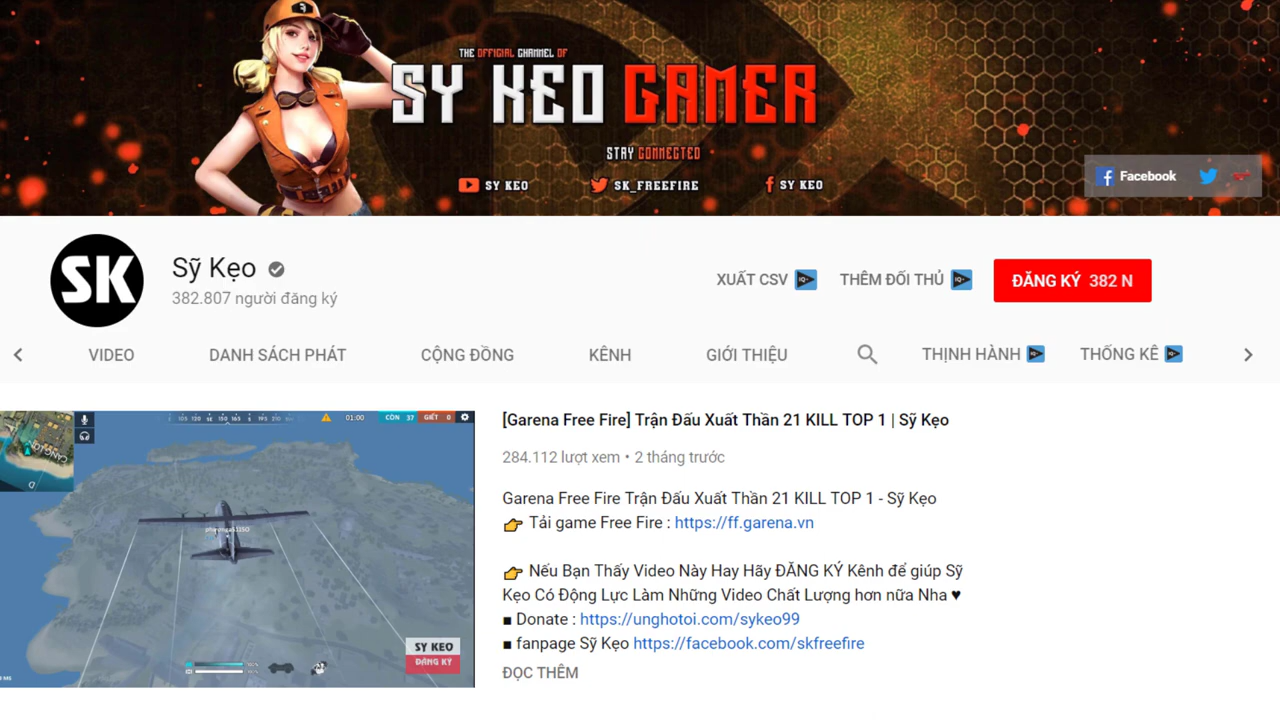 THE OFFICIAL CHANNEL OF
SY KEO GAMER
STAY CONNECTED
SY KEO
SK_FREEFIRE
SY KEO
Facebook
SK
Sỹ Kẹo
382.807 người đăng ký
XUẤT CSV
THÊM ĐỐI THỦ
ĐĂNG KÝ 382 N
VIDEO
DANH SÁCH PHÁT
CỘNG ĐỒNG
KÊNH
GIỚI THIỆU
THỊNH HÀNH
THỐNG KÊ
01:00
CÒN 37
GIẾT 0
SY KEO
ĐĂNG KÝ
[Garena Free Fire] Trận Đấu Xuất Thần 21 KILL TOP 1 | Sỹ Kẹo
284.112 lượt xem • 2 tháng trước
Garena Free Fire Trận Đấu Xuất Thần 21 KILL TOP 1 - Sỹ Kẹo
👉 Tải game Free Fire : https://ff.garena.vn
👉 Nếu Bạn Thấy Video Này Hay Hãy ĐĂNG KÝ Kênh để giúp Sỹ
Kẹo Có Động Lực Làm Những Video Chất Lượng hơn nữa Nha ♥
■ Donate : https://unghotoi.com/sykeo99
■ fanpage Sỹ Kẹo https://facebook.com/skfreefire
ĐỌC THÊM